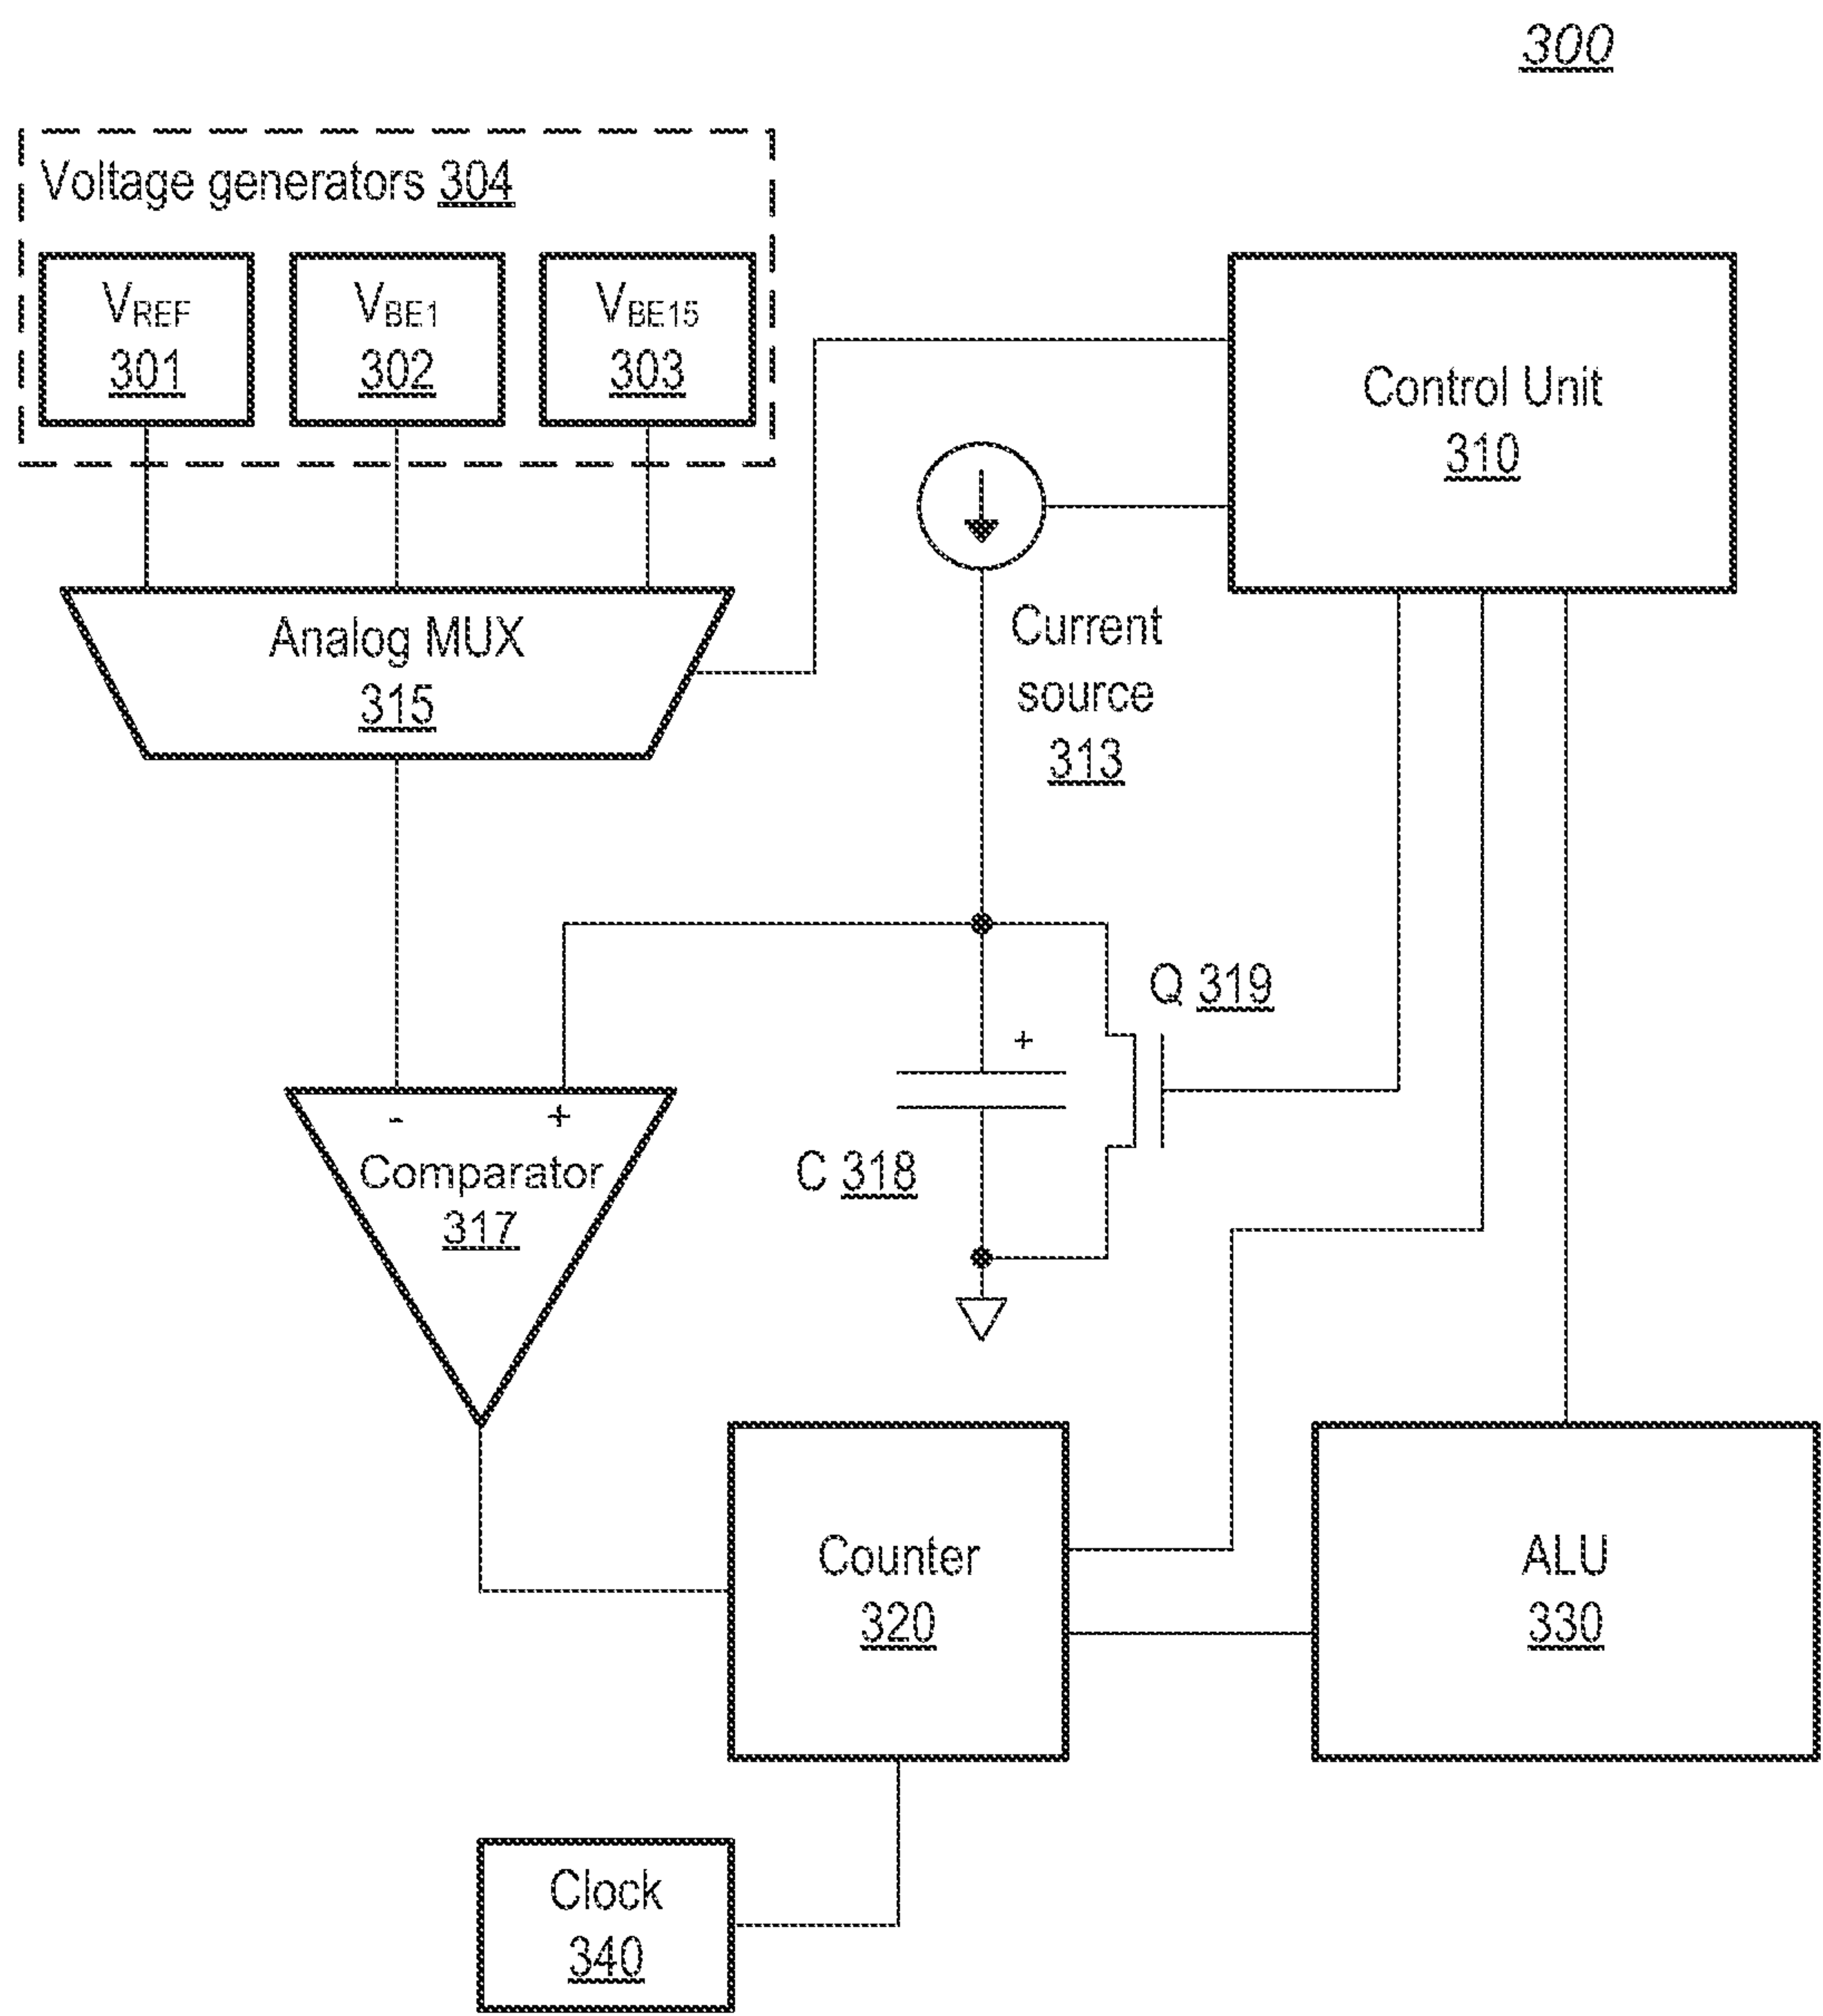 300
Voltage generators 304
VREF
301
VBE1
302
VBE15
303
Control Unit
310
Analog MUX
315
Current
source
313
Q 319
+
C 318
- +
Comparator
317
Counter
320
ALU
330
Clock
340